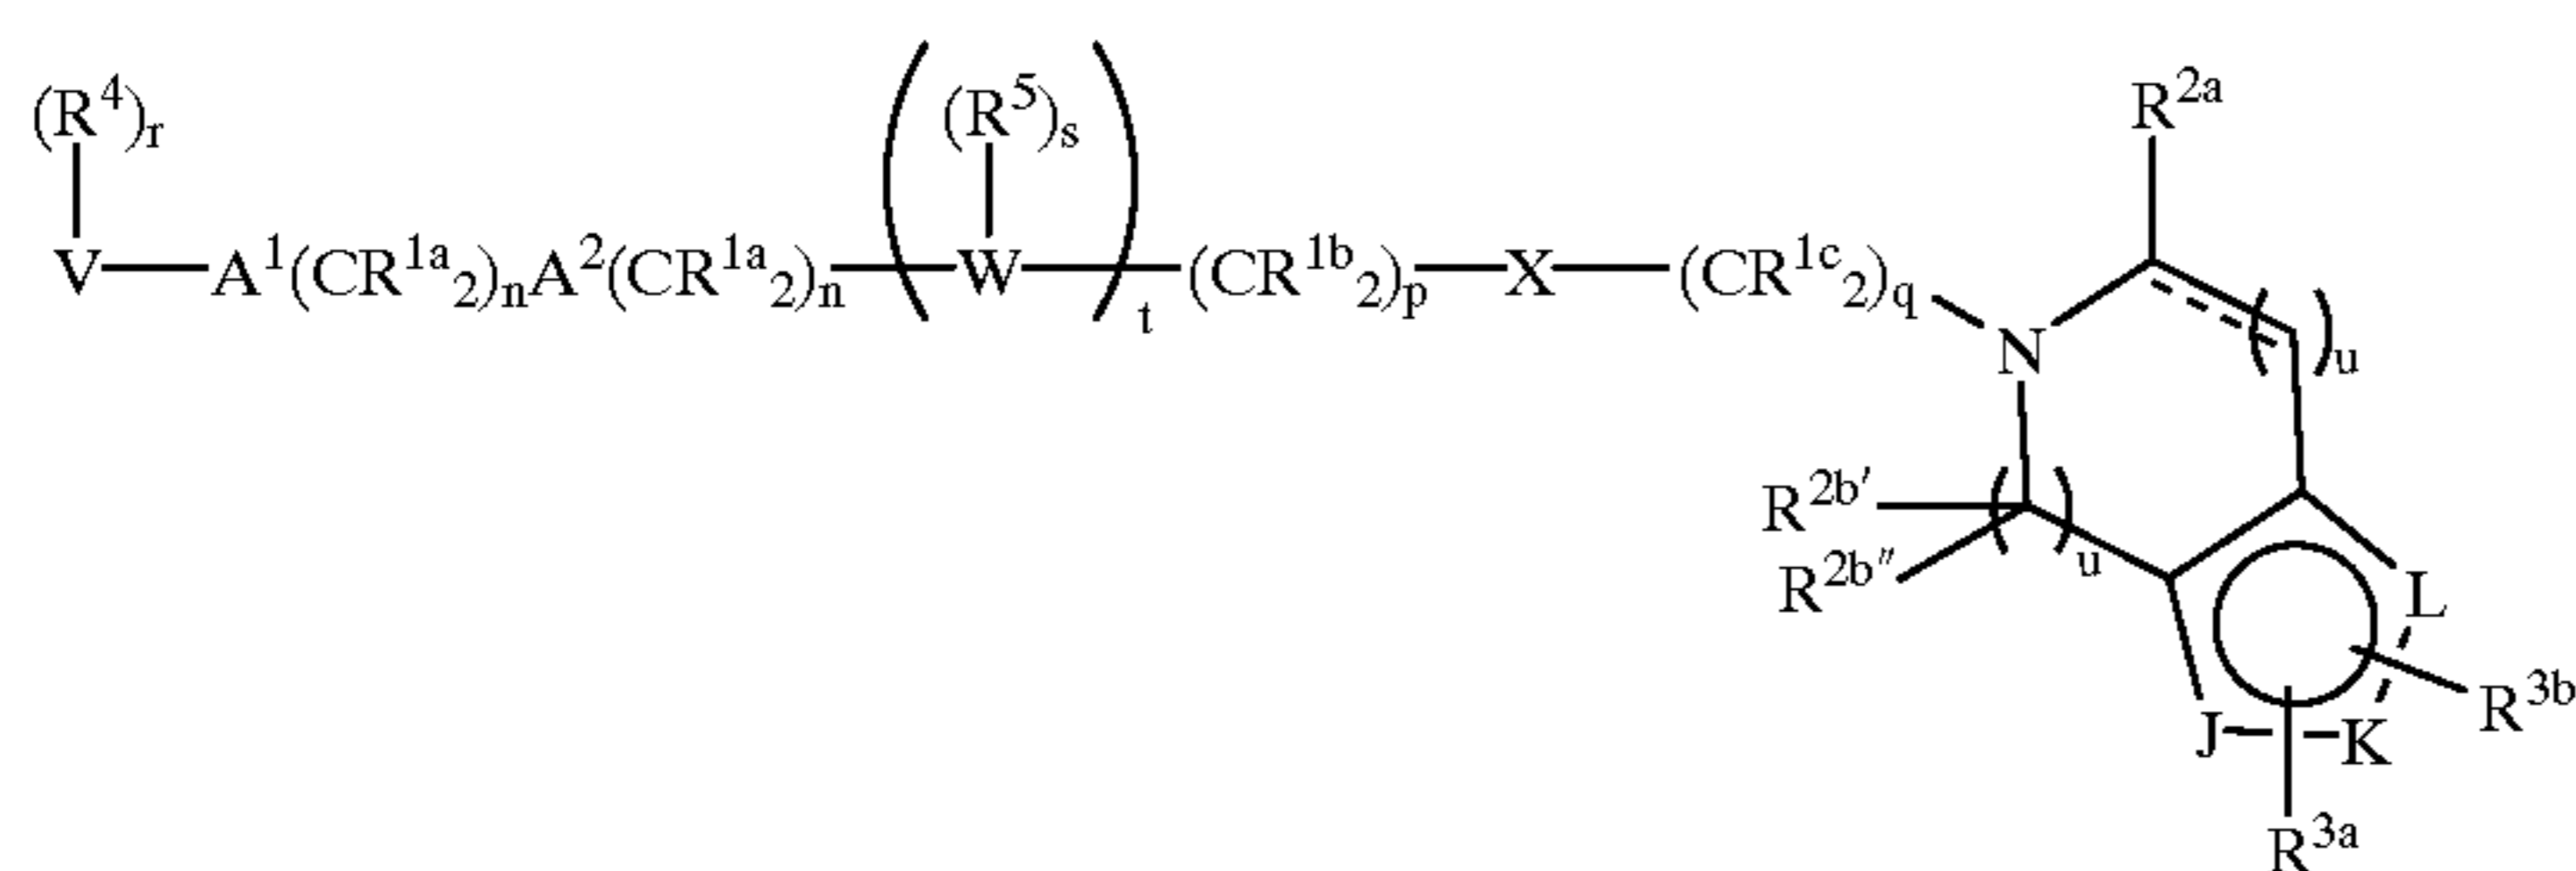 (R⁴)ᵣ (R⁵)ₛ R²ᵃ
V—A¹(CR¹ᵃ₂)ₙA²(CR¹ᵃ₂)ₙ—(W)ₜ—(CR¹ᵇ₂)ₚ—X—(CR¹ᶜ₂)q
N ( )u
R²ᵇ′ ( )u
R²ᵇ″ L
J K R³ᵇ
R³ᵃ